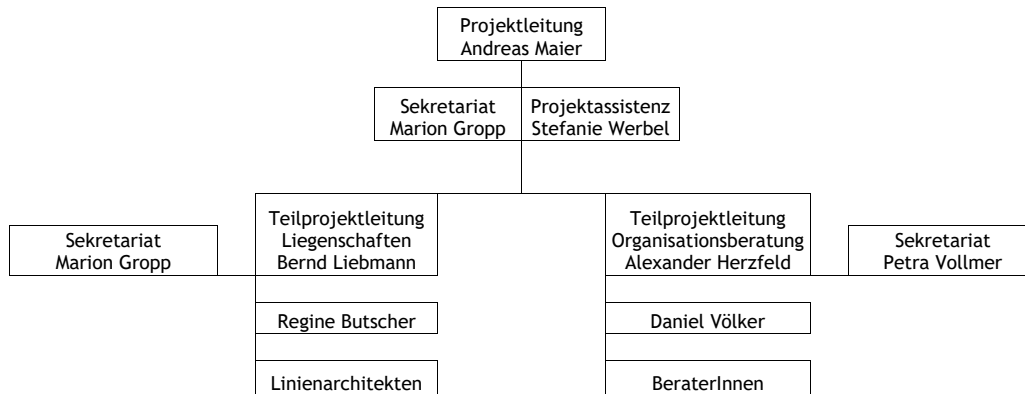 Projektleitung
Andreas Maier
Sekretariat
Marion Gropp
Projektassistenz
Stefanie Werbel
Teilprojektleitung
Liegenschaften
Bernd Liebmann
Teilprojektleitung
Organisationsberatung
Alexander Herzfeld
Sekretariat
Marion Gropp
Sekretariat
Petra Vollmer
Regine Butscher
Daniel Völker
Linienarchitekten
BeraterInnen